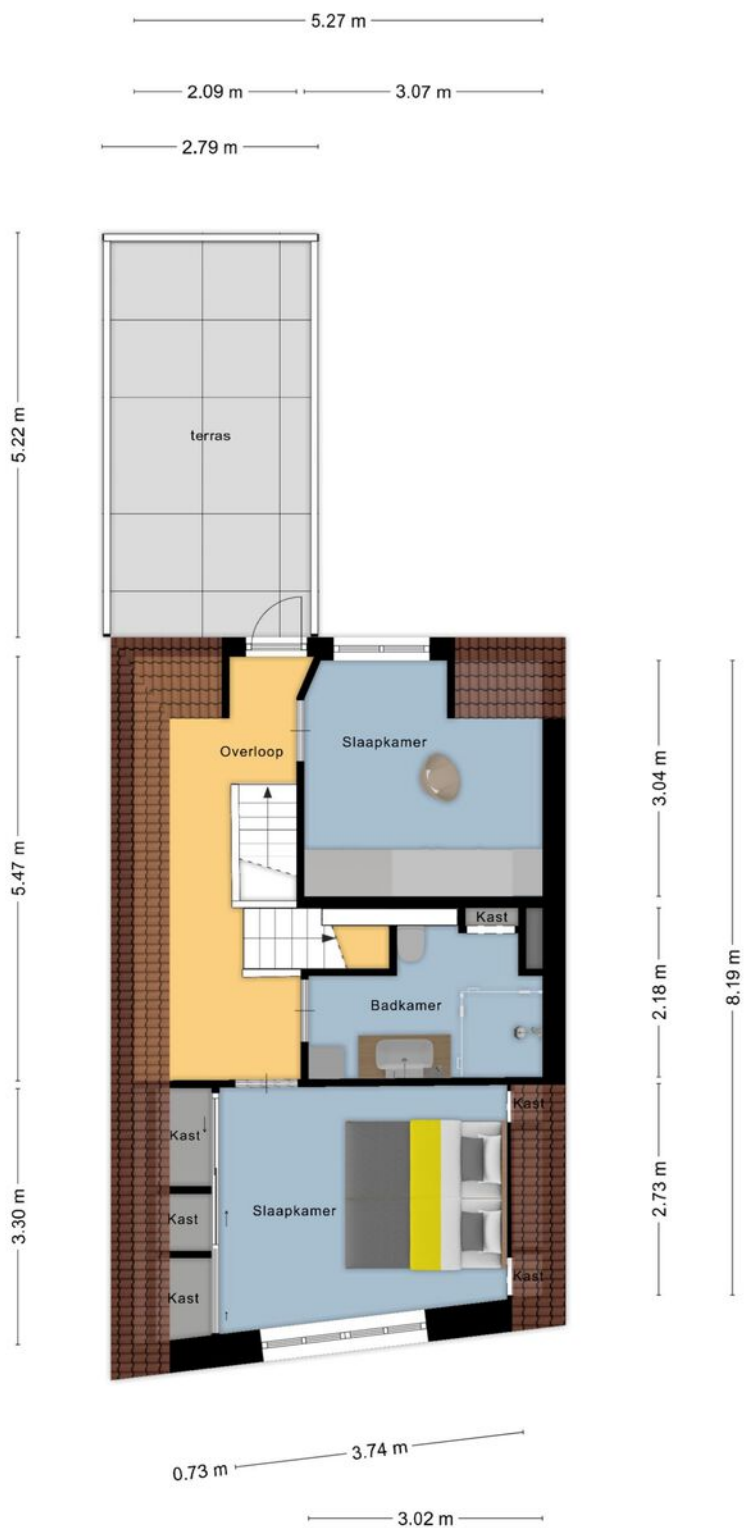 5.27 m
2.09 m
3.07 m
2.79 m
5.22 m
terras
Overloop
Slaapkamer
3.04 m
5.47 m
Kast
2.18 m
8.19 m
Badkamer
Kast
Kast
2.73 m
Kast
Slaapkamer
3.30 m
Kast
Kast
3.74 m
0.73 m
3.02 m